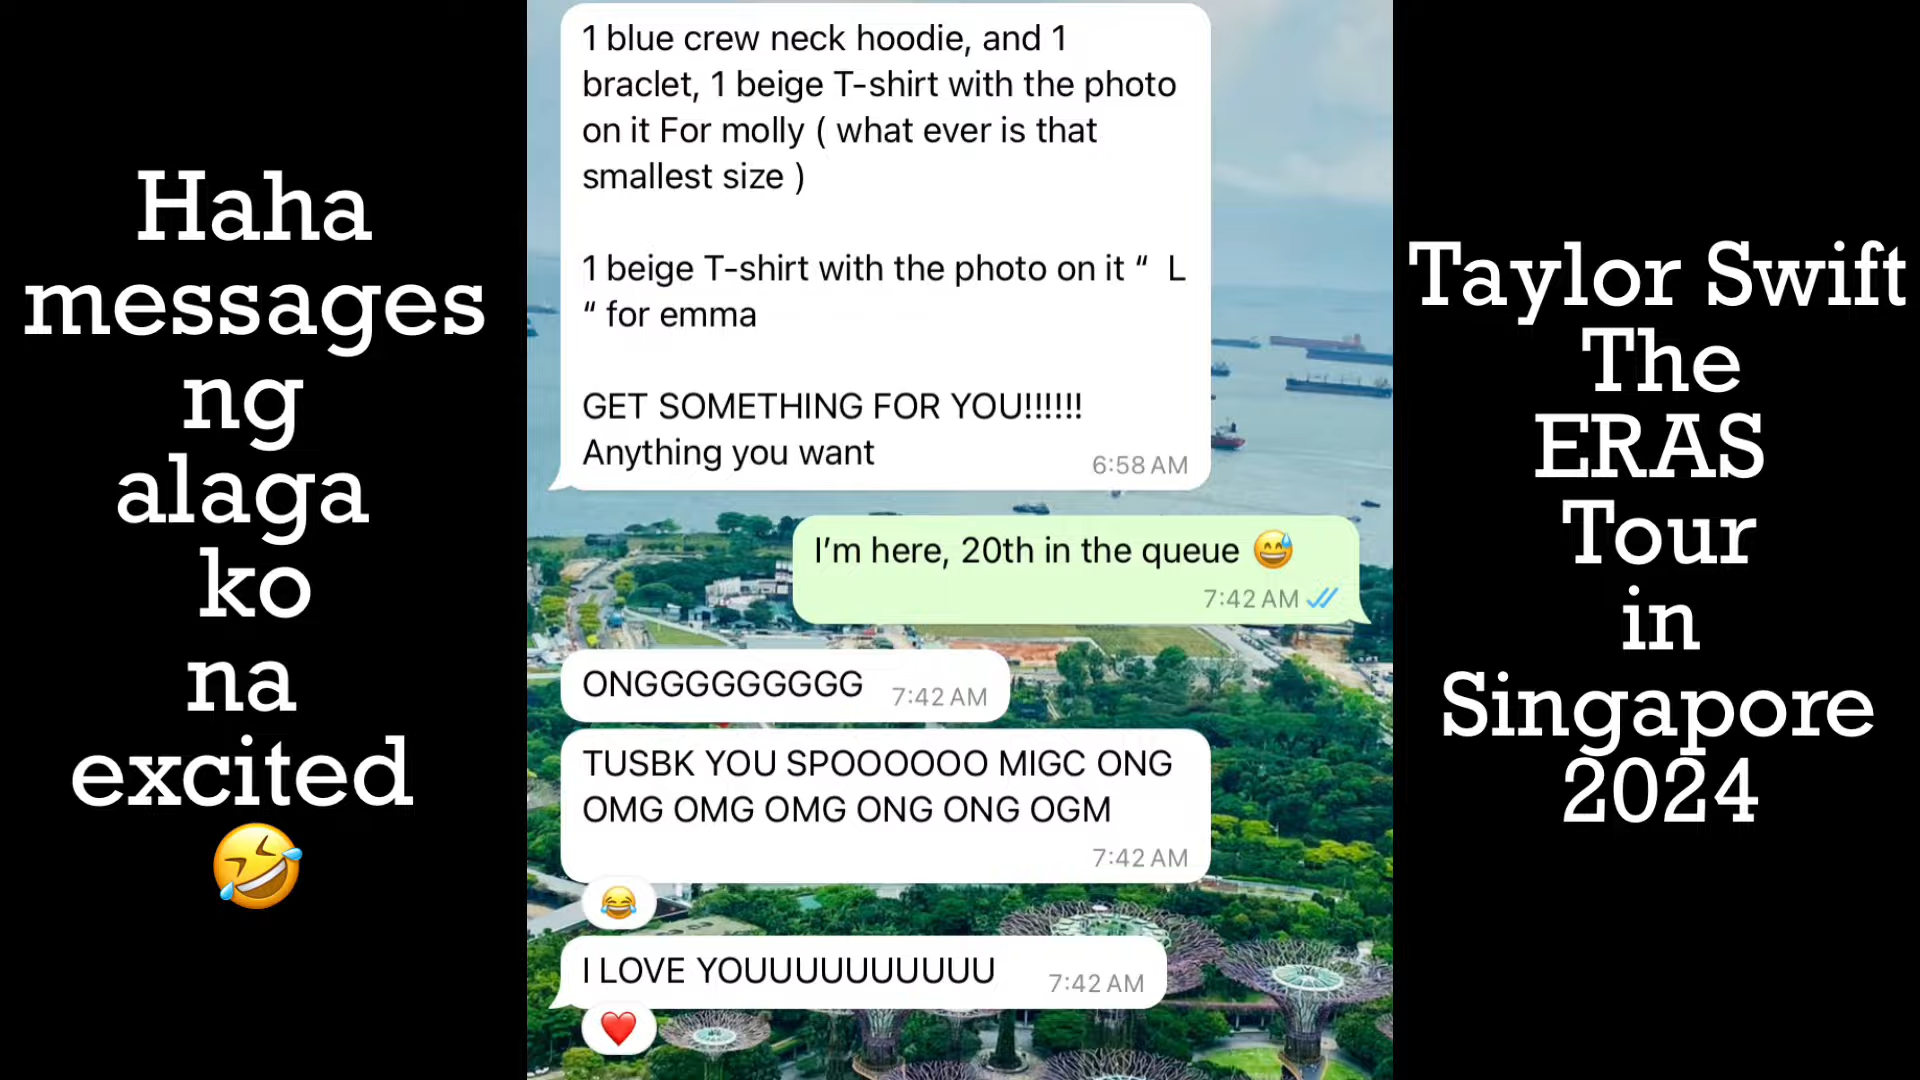 Haha
messages
ng
alaga
ko
na
excited
🤣
1 blue crew neck hoodie, and 1
braclet, 1 beige T-shirt with the photo
on it For molly ( what ever is that
smallest size )
1 beige T-shirt with the photo on it “ L
“ for emma
GET SOMETHING FOR YOU!!!!!!
Anything you want
6:58 AM
I’m here, 20th in the queue 😅
7:42 AM
ONGGGGGGGGG 7:42 AM
TUSBK YOU SPOOOOOO MIGC ONG
OMG OMG OMG ONG ONG OGM
7:42 AM
😂
I LOVE YOUUUUUUUUUU 7:42 AM
❤️
Taylor Swift
The
ERAS
Tour
in
Singapore
2024